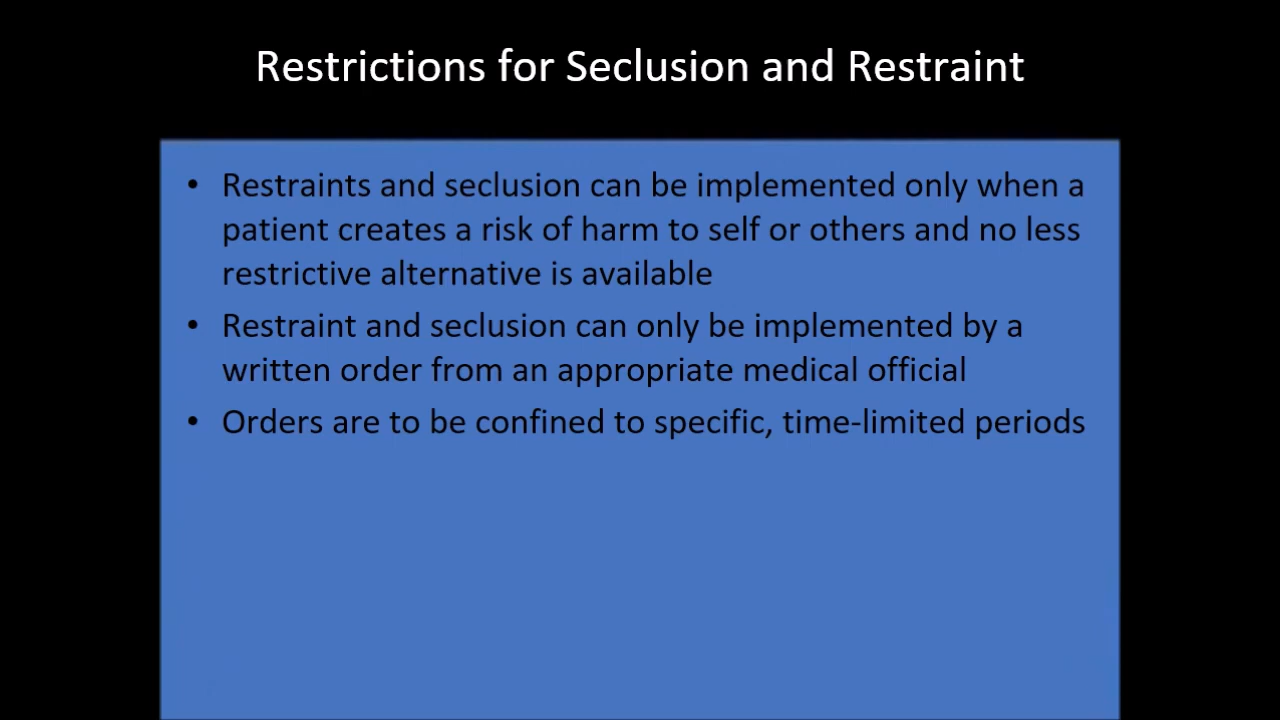 Restrictions for Seclusion and Restraint
• Restraints and seclusion can be implemented only when a
patient creates a risk of harm to self or others and no less
restrictive alternative is available
• Restraint and seclusion can only be implemented by a
written order from an appropriate medical official
• Orders are to be confined to specific, time-limited periods